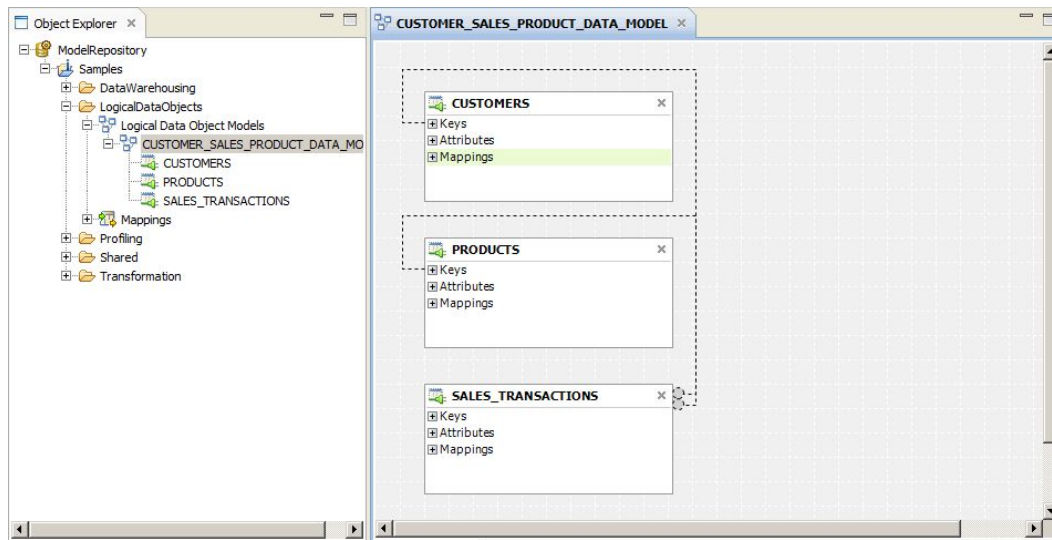 Object Explorer
ModelRepository
Samples
DataWarehousing
LogicalDataObjects
Logical Data Object Models
CUSTOMER_SALES_PRODUCT_DATA_MO
CUSTOMERS
PRODUCTS
SALES_TRANSACTIONS
Mappings
Profiling
Shared
Transformation
CUSTOMER_SALES_PRODUCT_DATA_MODEL
CUSTOMERS
Keys
Attributes
Mappings
PRODUCTS
Keys
Attributes
Mappings
SALES_TRANSACTIONS
Keys
Attributes
Mappings